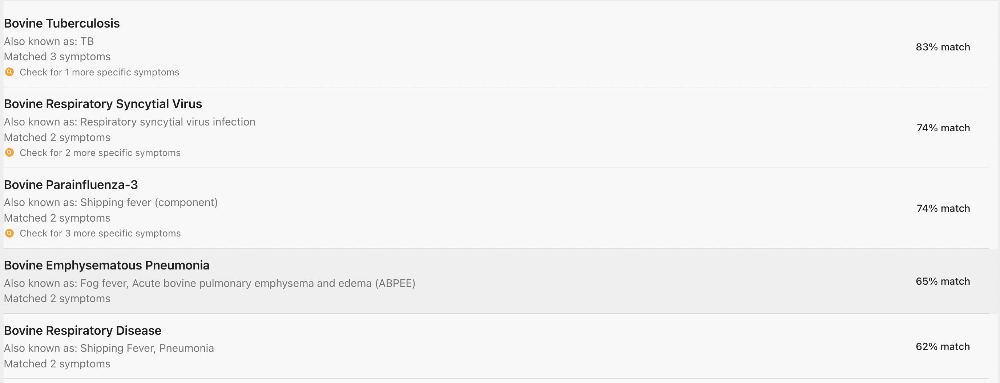 Bovine Tuberculosis
Also known as: TB
Matched 3 symptoms
Check for 1 more specific symptoms
83% match
Bovine Respiratory Syncytial Virus
Also known as: Respiratory syncytial virus infection
Matched 2 symptoms
Check for 2 more specific symptoms
74% match
Bovine Parainfluenza-3
Also known as: Shipping fever (component)
Matched 2 symptoms
Check for 3 more specific symptoms
74% match
Bovine Emphysematous Pneumonia
Also known as: Fog fever, Acute bovine pulmonary emphysema and edema (ABPEE)
Matched 2 symptoms
65% match
Bovine Respiratory Disease
Also known as: Shipping Fever, Pneumonia
Matched 2 symptoms
62% match